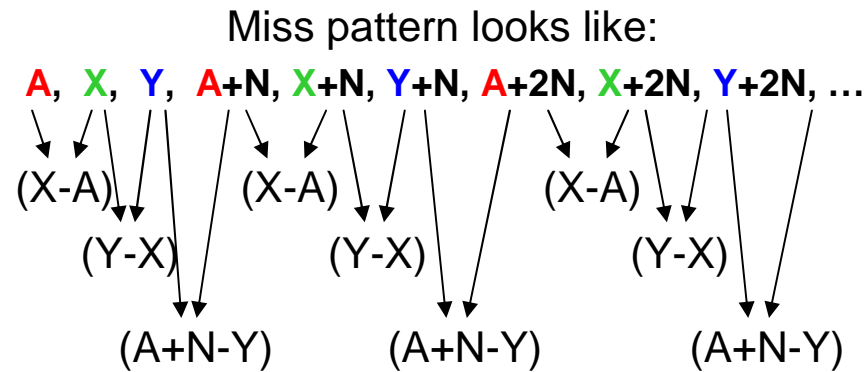 Miss pattern looks like:
A, X, Y, A+N, X+N, Y+N, A+2N, X+2N, Y+2N, …
(X-A) (X-A) (X-A)
(Y-X) (Y-X) (Y-X)
(A+N-Y) (A+N-Y) (A+N-Y)